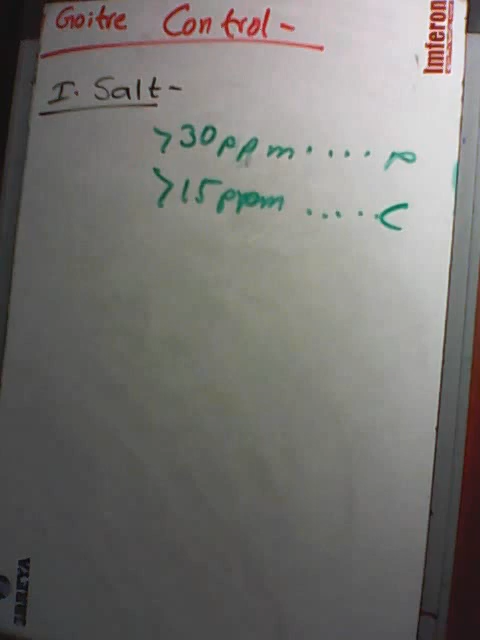 Goitre Control -
I. Salt -
>30ppm.... P
>15ppm.....C
Imferon